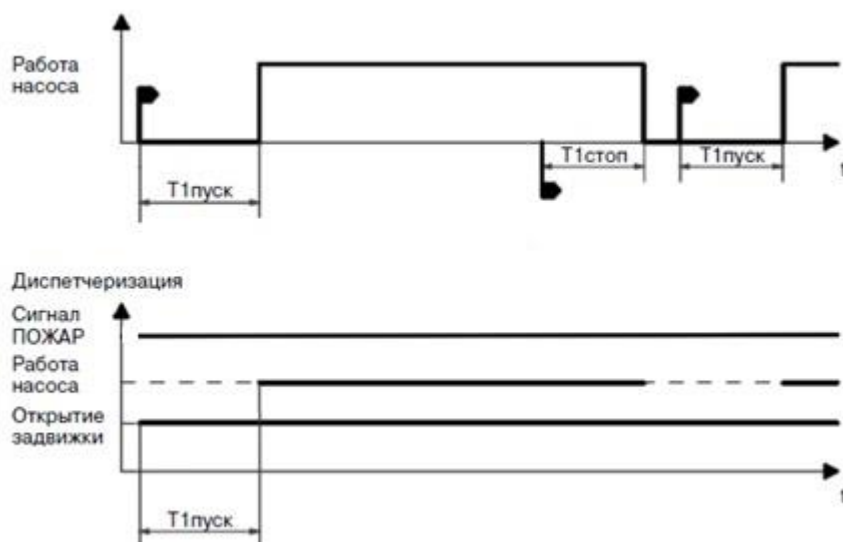 Работа
насоса
Т1стоп
Т1пуск
t
Т1пуск
Диспетчеризация
Сигнал
ПОЖАР
Работа
насоса
Открытие
задвижки
t
Т1пуск